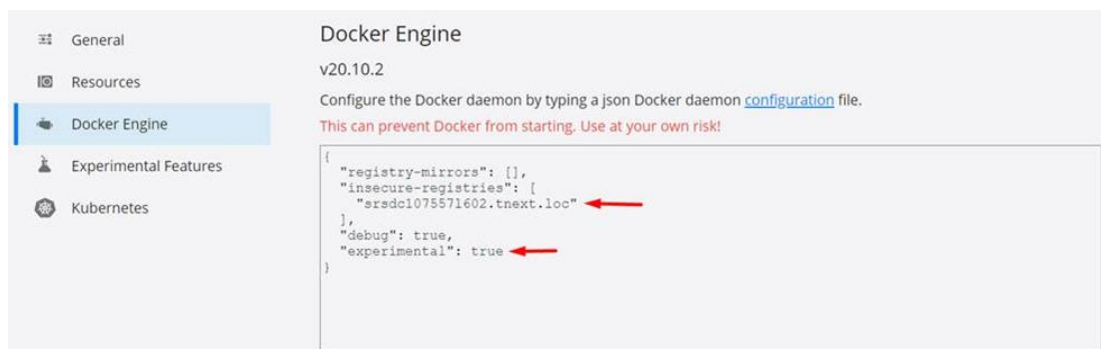 General
Resources
Docker Engine
Experimental Features
Kubernetes
Docker Engine
v20.10.2
Configure the Docker daemon by typing a json Docker daemon configuration file.
This can prevent Docker from starting. Use at your own risk!
{
"registry-mirrors": [],
"insecure-registries": [
"srsdc1075571602.tnext.loc"
],
"debug": true,
"experimental": true
}